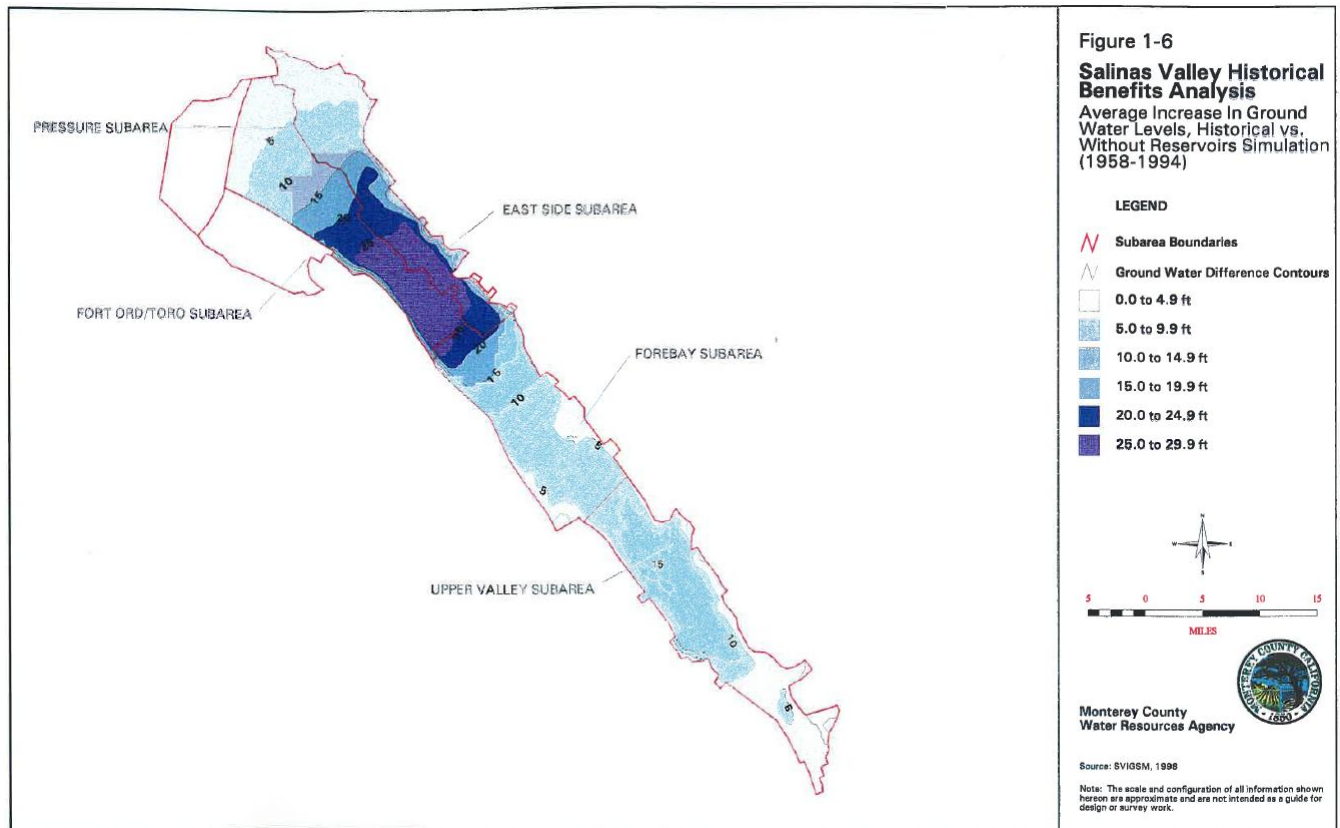 Figure 1-6
Salinas Valley Historical
Benefits Analysis
Average Increase In Ground
Water Levels, Historical vs.
Without Reservoirs Simulation
(1958-1994)
LEGEND
Subarea Boundaries
Ground Water Difference Contours
0.0 to 4.9 ft
5.0 to 9.9 ft
10.0 to 14.9 ft
15.0 to 19.9 ft
20.0 to 24.9 ft
25.0 to 29.9 ft
PRESSURE SUBAREA
EAST SIDE SUBAREA
FORT ORD/TORO SUBAREA
FOREBAY SUBAREA
UPPER VALLEY SUBAREA
5
10
15
20
25
20
15
10
5
5
15
10
5
N
W
E
S
5 0 5 10 15
MILES
MONTEREY COUNTY CALIFORNIA
1850
Monterey County
Water Resources Agency
Source: SVIGSM, 1998
Note: The scale and configuration of all information shown
hereon are approximate and are not intended as a guide for
design or survey work.